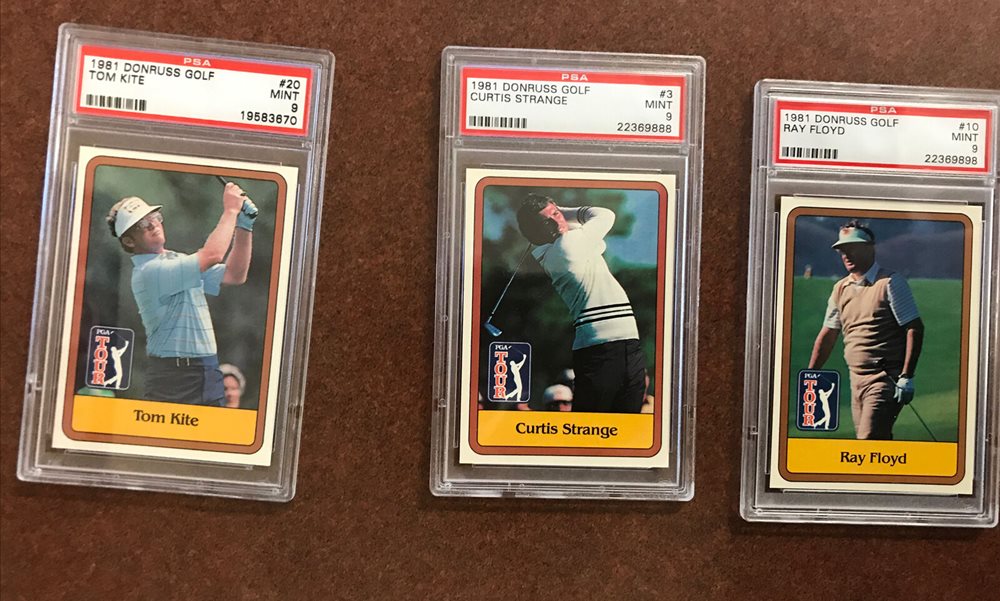 PSA
1981 DONRUSS GOLF #20
TOM KITE MINT
9
19583670
PGA
TOUR
Tom Kite
PSA
1981 DONRUSS GOLF #3
CURTIS STRANGE MINT
9
22369888
PGA
TOUR
Curtis Strange
PSA
1981 DONRUSS GOLF #10
RAY FLOYD MINT
9
22369898
PGA
TOUR
Ray Floyd